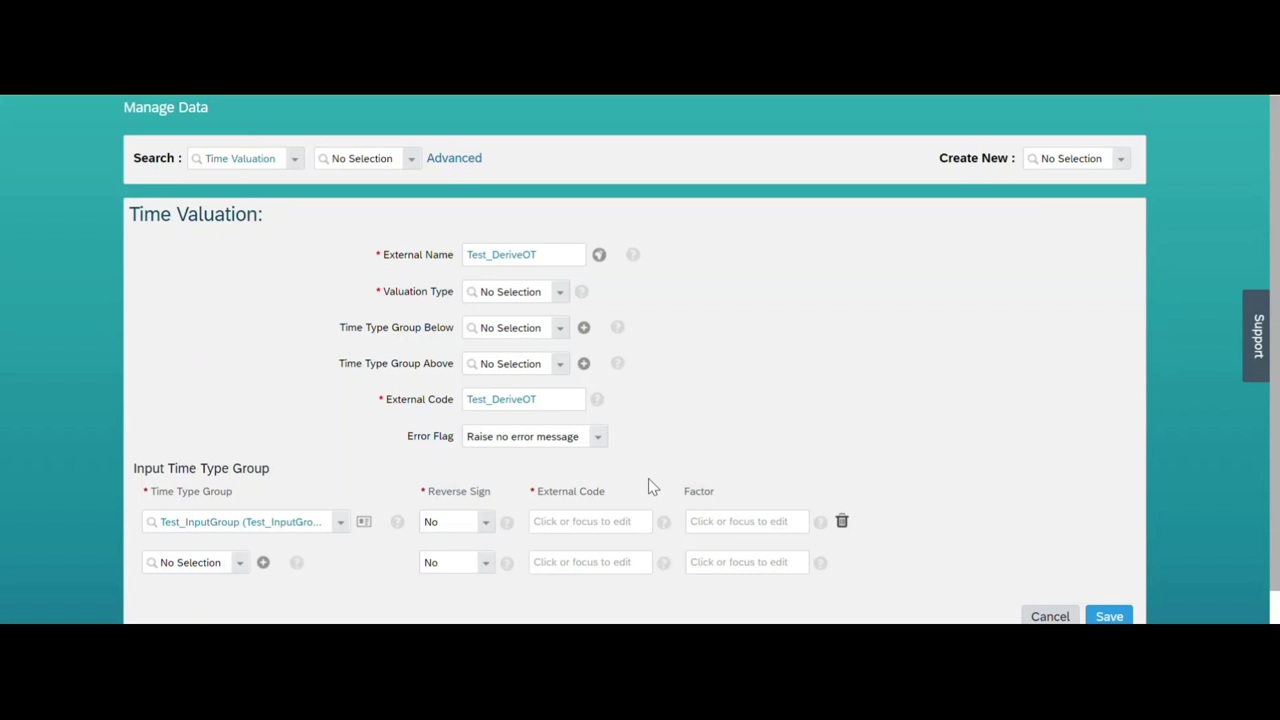 Manage Data
Search : Time Valuation No Selection Advanced Create New : No Selection
Time Valuation:
* External Name Test_DeriveOT
* Valuation Type No Selection
Time Type Group Below No Selection
Time Type Group Above No Selection
* External Code Test_DeriveOT
Error Flag Raise no error message
Input Time Type Group
* Time Type Group * Reverse Sign * External Code Factor
Test_InputGroup (Test_InputGro... No Click or focus to edit Click or focus to edit
No Selection No Click or focus to edit Click or focus to edit
Cancel Save
Support